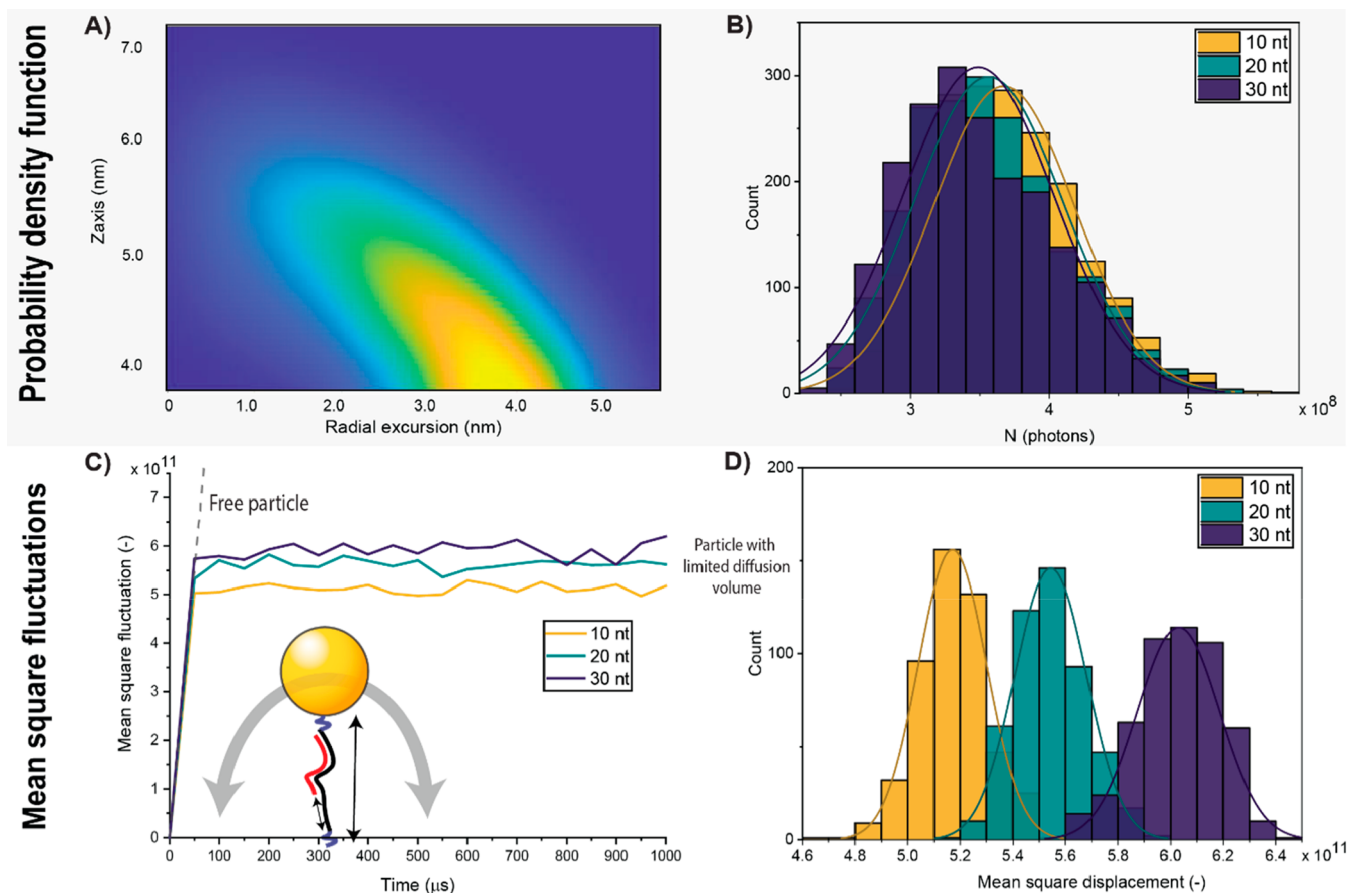 Probability density function
A)
Zaxis (nm)
7.0
6.0
5.0
4.0
0 1.0 2.0 3.0 4.0 5.0
Radial excursion (nm)
B)
10 nt
20 nt
30 nt
Count
300
200
100
0
3 4 5 x 10⁸
N (photons)
Mean square fluctuations
C)
x 10¹¹
Free particle
Mean square fluctuation (-)
7
6
5
4
3
2
1
0
Particle with
limited diffusion
volume
10 nt
20 nt
30 nt
0 100 200 300 400 500 600 700 800 900 1000
Time (μs)
D)
10 nt
20 nt
30 nt
Count
200
100
0
4.6 4.8 5.0 5.2 5.4 5.6 5.8 6.0 6.2 6.4 x 10¹¹
Mean square displacement (-)